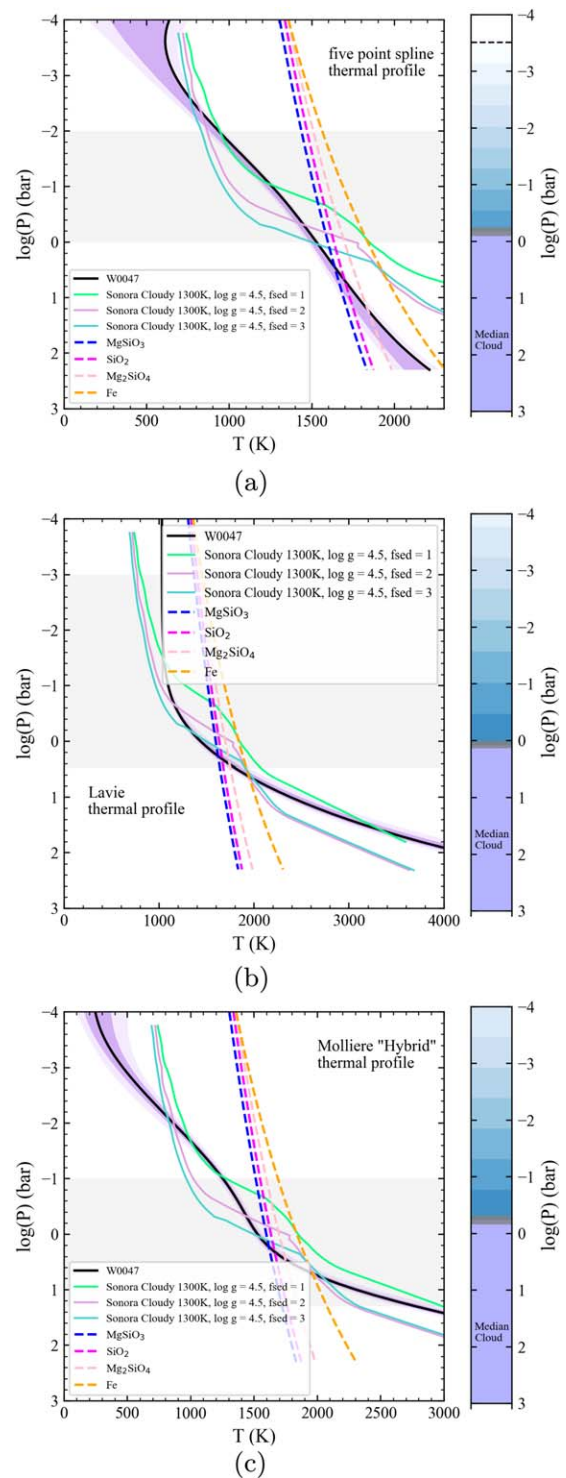 −4
−3
−2
−1
0
1
2
3
log(P) (bar)
five point spline
thermal profile
W0047
Sonora Cloudy 1300K, log g = 4.5, fsed = 1
Sonora Cloudy 1300K, log g = 4.5, fsed = 2
Sonora Cloudy 1300K, log g = 4.5, fsed = 3
MgSiO₃
SiO₂
Mg₂SiO₄
Fe
0 500 1000 1500 2000
T (K)
Median
Cloud
−4
−3
−2
−1
0
1
2
3
log(P) (bar)
(a)
−4
−3
−2
−1
0
1
2
3
log(P) (bar)
W0047
Sonora Cloudy 1300K, log g = 4.5, fsed = 1
Sonora Cloudy 1300K, log g = 4.5, fsed = 2
Sonora Cloudy 1300K, log g = 4.5, fsed = 3
MgSiO₃
SiO₂
Mg₂SiO₄
Fe
Lavie
thermal profile
0 1000 2000 3000 4000
T (K)
Median
Cloud
−4
−3
−2
−1
0
1
2
3
log(P) (bar)
(b)
−4
−3
−2
−1
0
1
2
3
log(P) (bar)
Molliere "Hybrid"
thermal profile
W0047
Sonora Cloudy 1300K, log g = 4.5, fsed = 1
Sonora Cloudy 1300K, log g = 4.5, fsed = 2
Sonora Cloudy 1300K, log g = 4.5, fsed = 3
MgSiO₃
SiO₂
Mg₂SiO₄
Fe
0 500 1000 1500 2000 2500 3000
T (K)
Median
Cloud
−4
−3
−2
−1
0
1
2
3
log(P) (bar)
(c)